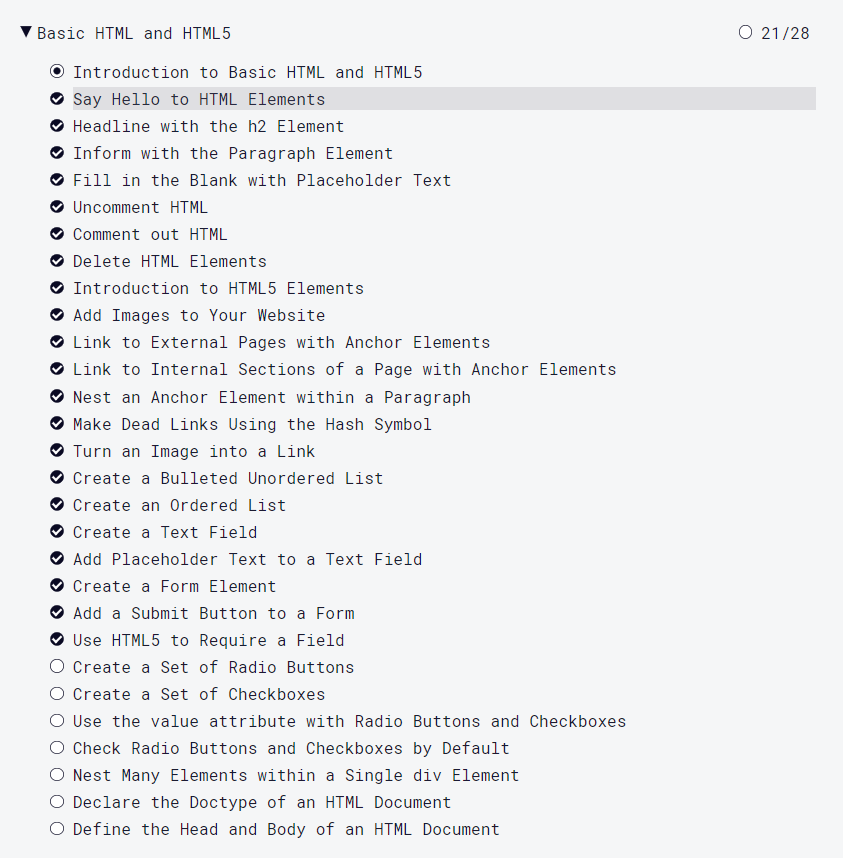 Basic HTML and HTML5 21/28
Introduction to Basic HTML and HTML5
Say Hello to HTML Elements
Headline with the h2 Element
Inform with the Paragraph Element
Fill in the Blank with Placeholder Text
Uncomment HTML
Comment out HTML
Delete HTML Elements
Introduction to HTML5 Elements
Add Images to Your Website
Link to External Pages with Anchor Elements
Link to Internal Sections of a Page with Anchor Elements
Nest an Anchor Element within a Paragraph
Make Dead Links Using the Hash Symbol
Turn an Image into a Link
Create a Bulleted Unordered List
Create an Ordered List
Create a Text Field
Add Placeholder Text to a Text Field
Create a Form Element
Add a Submit Button to a Form
Use HTML5 to Require a Field
Create a Set of Radio Buttons
Create a Set of Checkboxes
Use the value attribute with Radio Buttons and Checkboxes
Check Radio Buttons and Checkboxes by Default
Nest Many Elements within a Single div Element
Declare the Doctype of an HTML Document
Define the Head and Body of an HTML Document